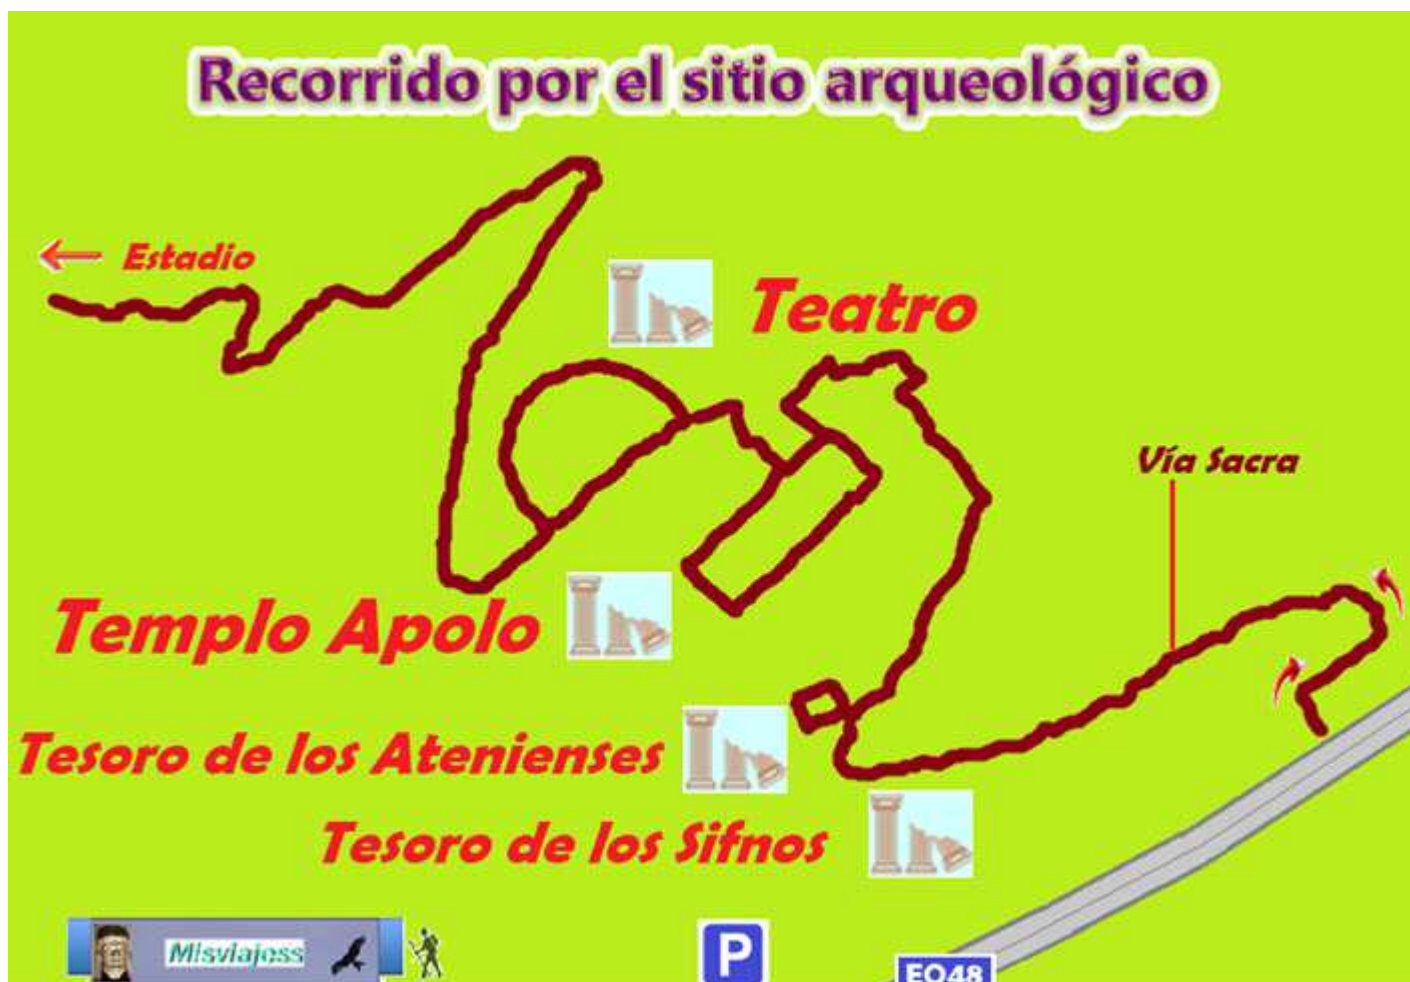 Recorrido por el sitio arqueológico
Estadio
Teatro
Vía Sacra
Templo Apolo
Tesoro de los Atenienses
Tesoro de los Sifnos
Misviajess
P
EO48